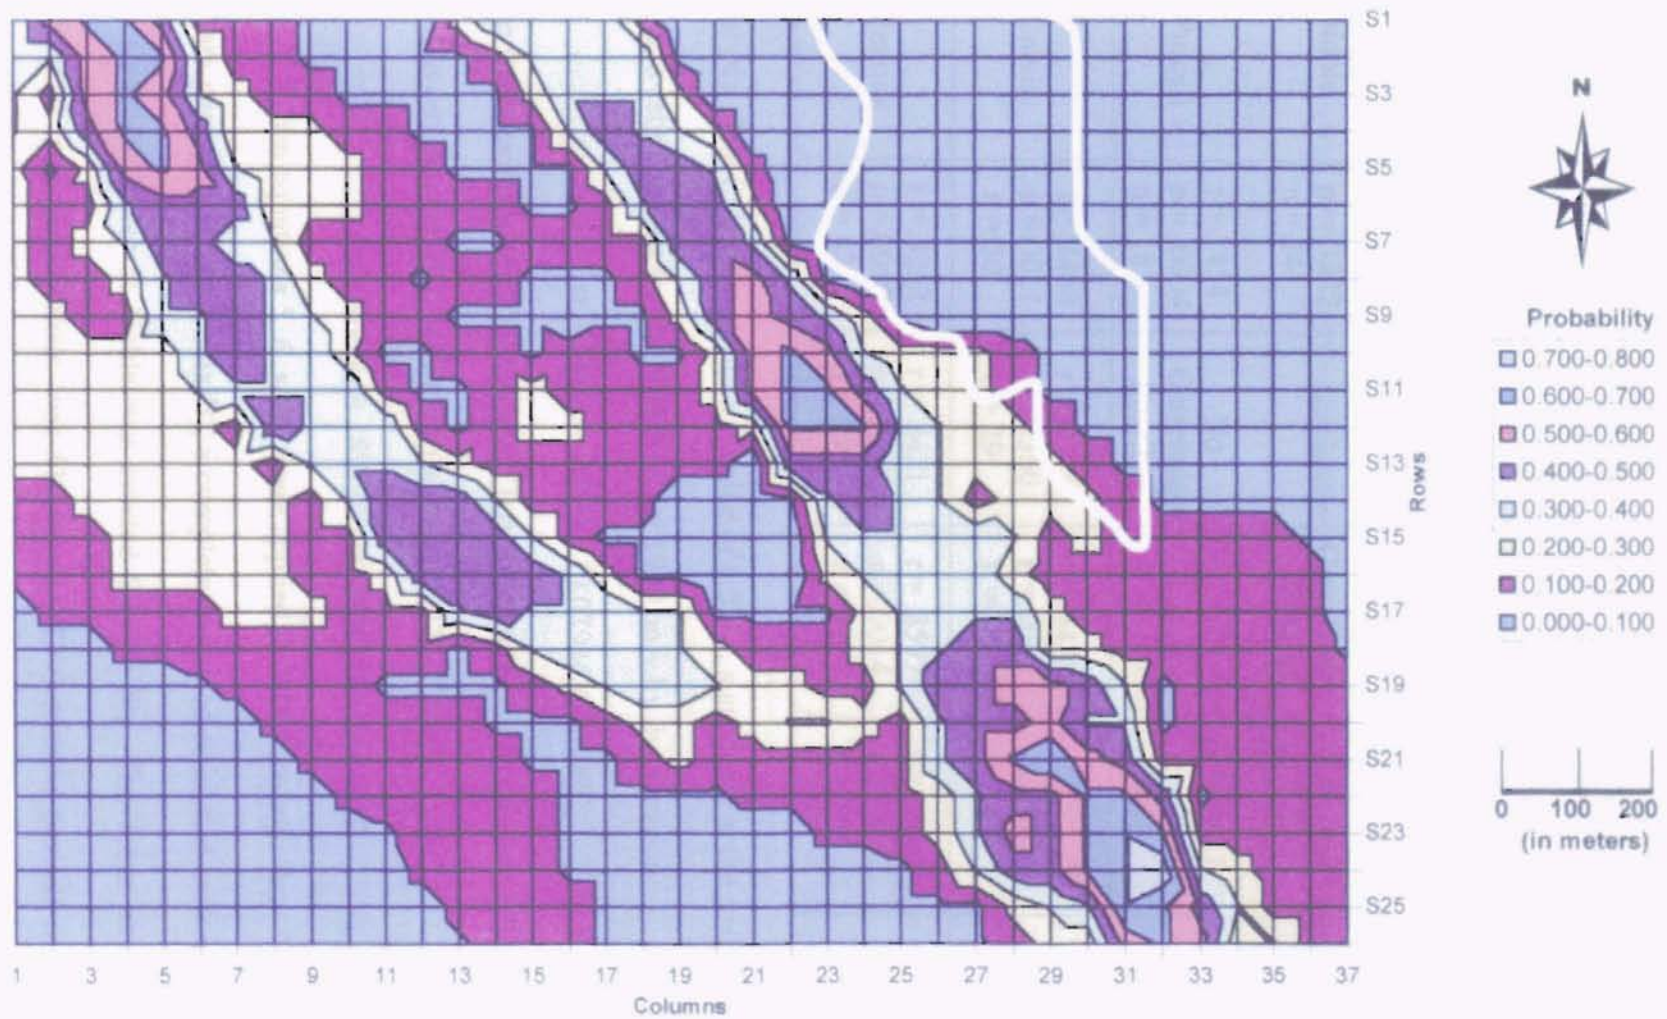 S1
S3
S5
S7
S9
S11
S13
S15
S17
S19
S21
S23
S25
Rows
1 3 5 7 9 11 13 15 17 19 21 23 25 27 29 31 33 35 37
Columns
N
Probability
0.700-0.800
0.600-0.700
0.500-0.600
0.400-0.500
0.300-0.400
0.200-0.300
0.100-0.200
0.000-0.100
0 100 200
(in meters)